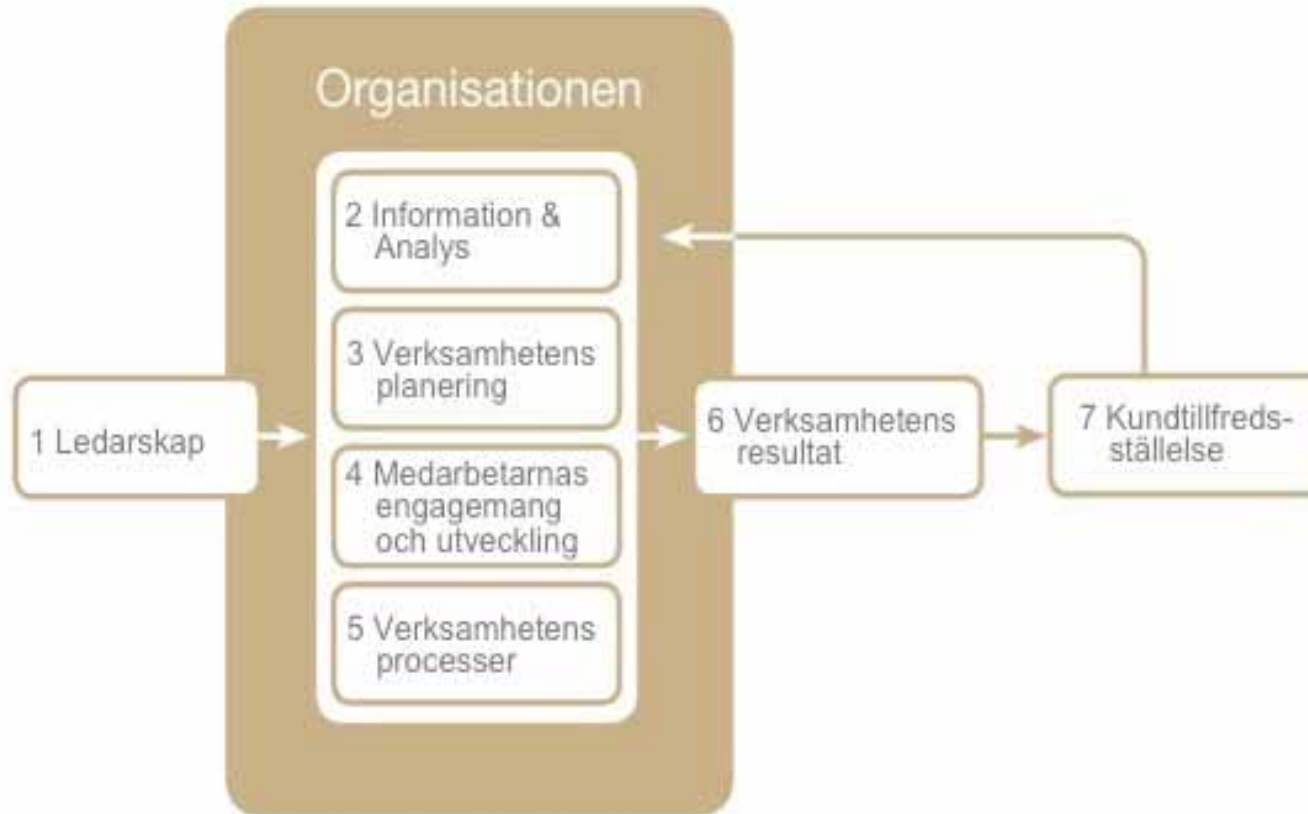 Organisationen
2 Information &
Analys
3 Verksamhetens
planering
1 Ledarskap
4 Medarbetarnas
engagemang
och utveckling
5 Verksamhetens
processer
6 Verksamhetens
resultat
7 Kundtillfreds-
ställelse